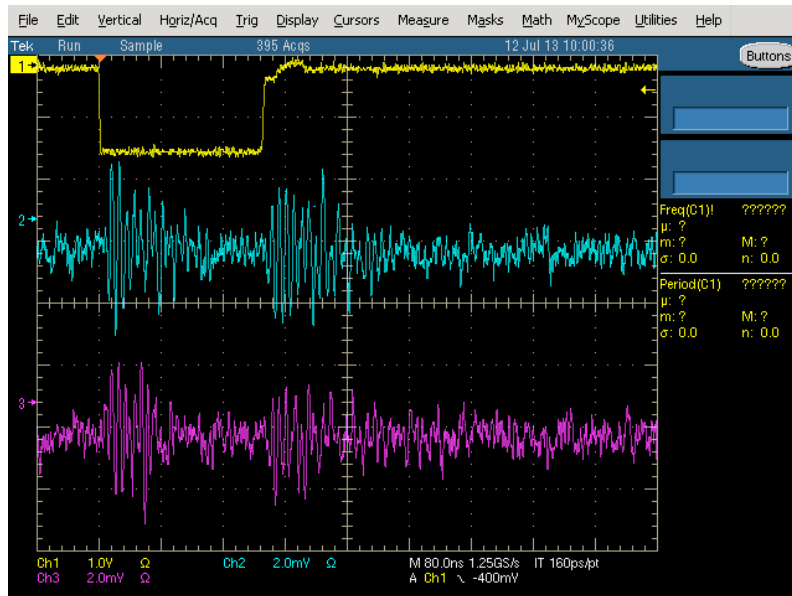 File Edit Vertical Horiz/Acq Trig Display Cursors Measure Masks Math MyScope Utilities Help
Tek Run Sample 395 Acqs 12 Jul 13 10:00:36
Buttons
1
2
3
Freq(C1)! ??????
µ: ?
m: ? M: ?
σ: 0.0 n: 0.0
Period(C1) ??????
µ: ?
m: ? M: ?
σ: 0.0 n: 0.0
Ch1 1.0V Ω Ch2 2.0mV Ω M 80.0ns 1.25GS/s IT 160ps/pt
Ch3 2.0mV Ω A Ch1 \ -400mV